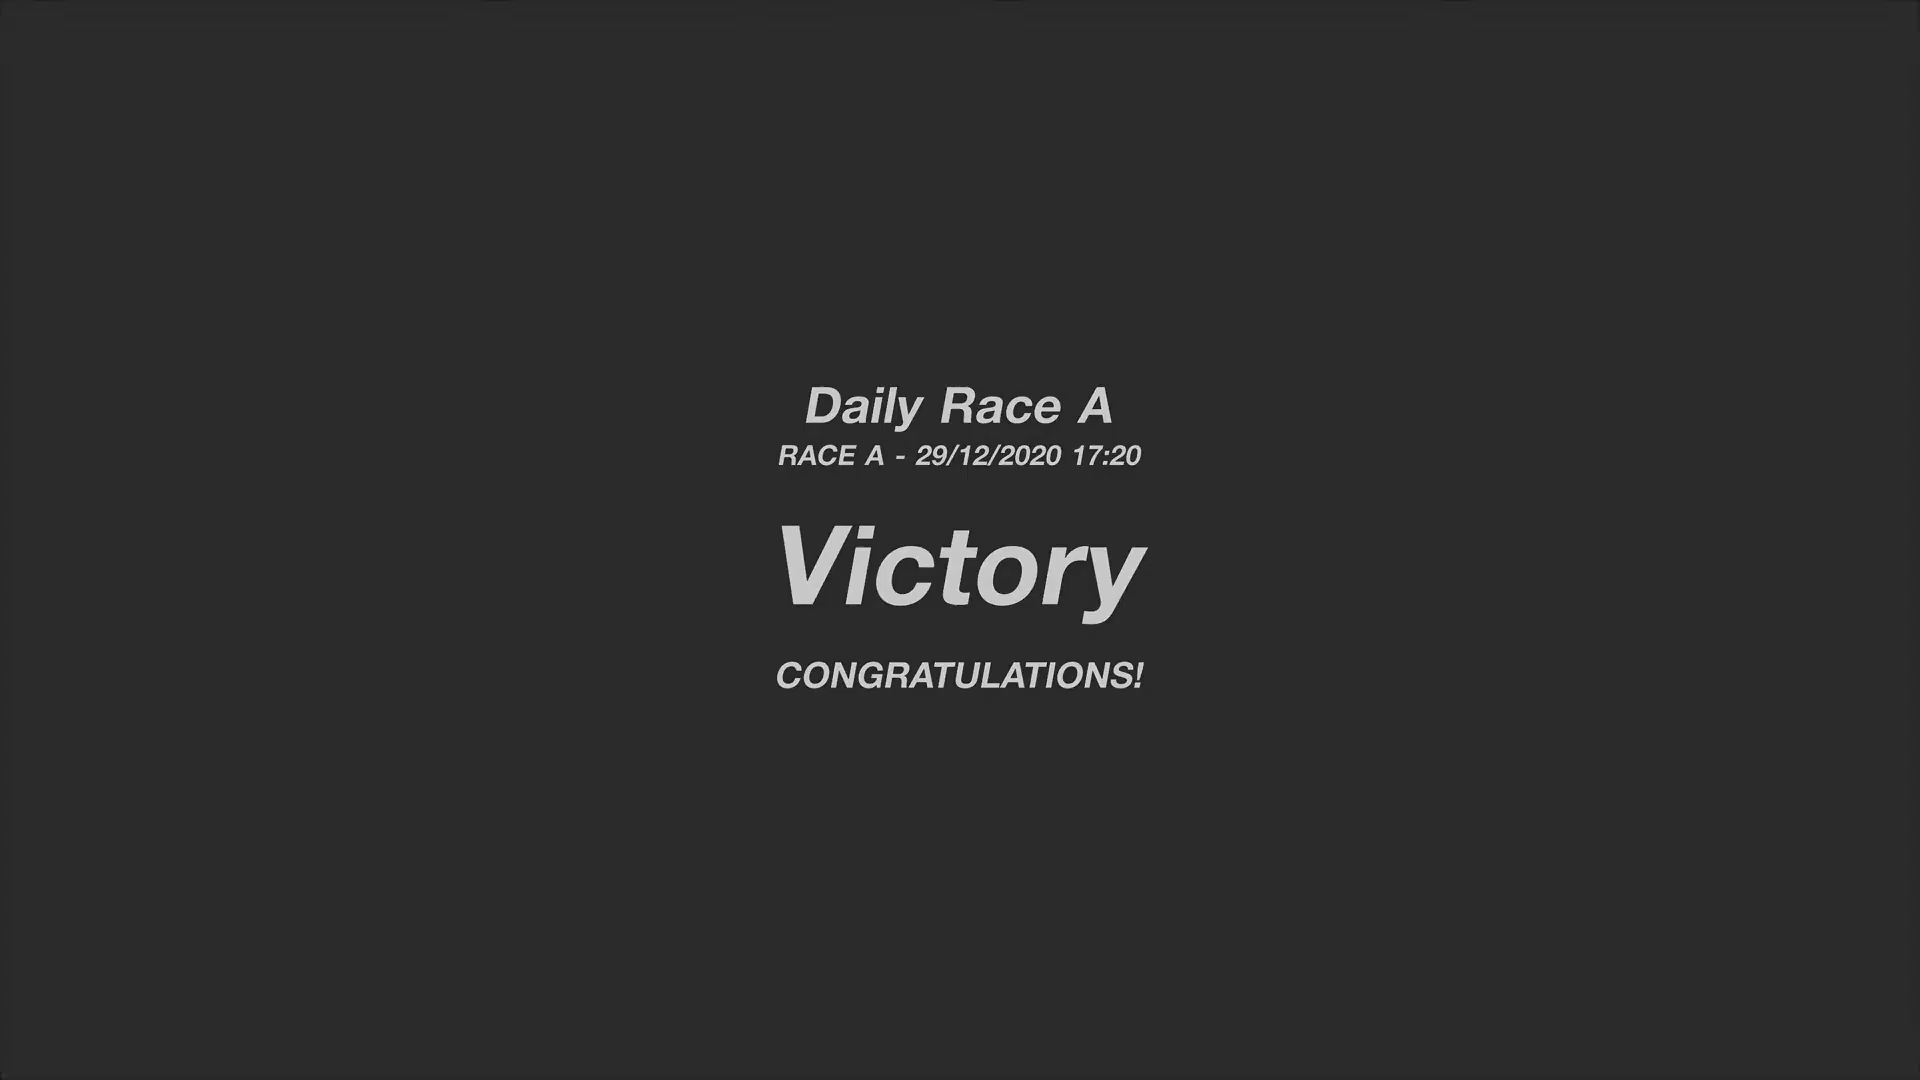 Daily Race A
RACE A - 29/12/2020 17:20
Victory
CONGRATULATIONS!